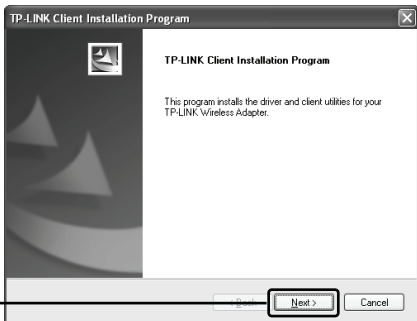 TP-LINK Client Installation Program
TP-LINK Client Installation Program
This program installs the driver and client utilities for your
TP-LINK Wireless Adapter.
< Back
Next >
Cancel